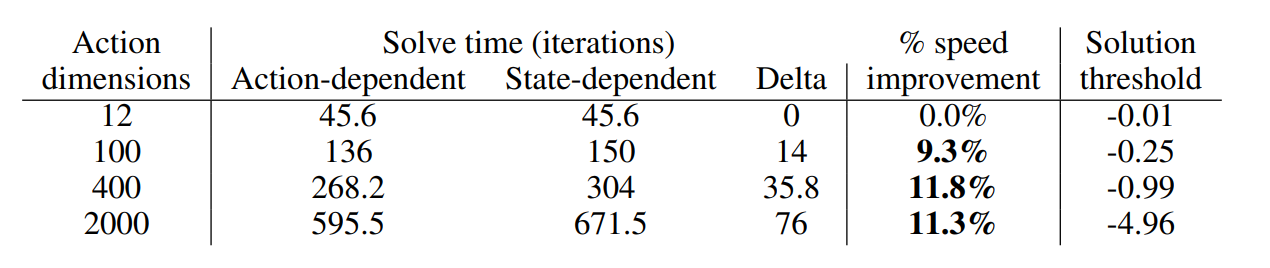 Action Solve time (iterations) % speed Solution
dimensions Action-dependent State-dependent Delta improvement threshold
12 45.6 45.6 0 0.0% -0.01
100 136 150 14 9.3% -0.25
400 268.2 304 35.8 11.8% -0.99
2000 595.5 671.5 76 11.3% -4.96